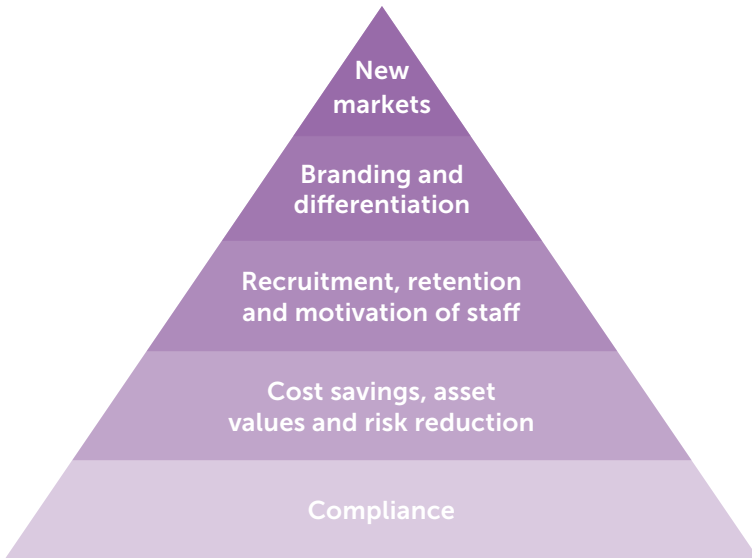 New
markets
Branding and
differentiation
Recruitment, retention
and motivation of staff
Cost savings, asset
values and risk reduction
Compliance